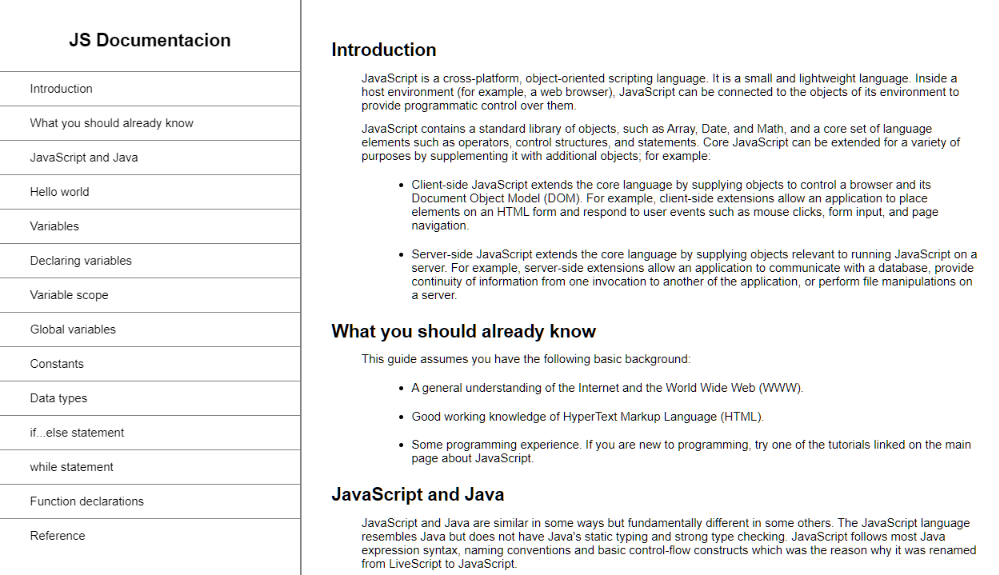 JS Documentacion
Introduction
What you should already know
JavaScript and Java
Hello world
Variables
Declaring variables
Variable scope
Global variables
Constants
Data types
if...else statement
while statement
Function declarations
Reference
Introduction
JavaScript is a cross-platform, object-oriented scripting language. It is a small and lightweight language. Inside a
host environment (for example, a web browser), JavaScript can be connected to the objects of its environment to
provide programmatic control over them.
JavaScript contains a standard library of objects, such as Array, Date, and Math, and a core set of language
elements such as operators, control structures, and statements. Core JavaScript can be extended for a variety of
purposes by supplementing it with additional objects; for example:
• Client-side JavaScript extends the core language by supplying objects to control a browser and its
Document Object Model (DOM). For example, client-side extensions allow an application to place
elements on an HTML form and respond to user events such as mouse clicks, form input, and page
navigation.
• Server-side JavaScript extends the core language by supplying objects relevant to running JavaScript on a
server. For example, server-side extensions allow an application to communicate with a database, provide
continuity of information from one invocation to another of the application, or perform file manipulations on
a server.
What you should already know
This guide assumes you have the following basic background:
• A general understanding of the Internet and the World Wide Web (WWW).
• Good working knowledge of HyperText Markup Language (HTML).
• Some programming experience. If you are new to programming, try one of the tutorials linked on the main
page about JavaScript.
JavaScript and Java
JavaScript and Java are similar in some ways but fundamentally different in some others. The JavaScript language
resembles Java but does not have Java's static typing and strong type checking. JavaScript follows most Java
expression syntax, naming conventions and basic control-flow constructs which was the reason why it was renamed
from LiveScript to JavaScript.